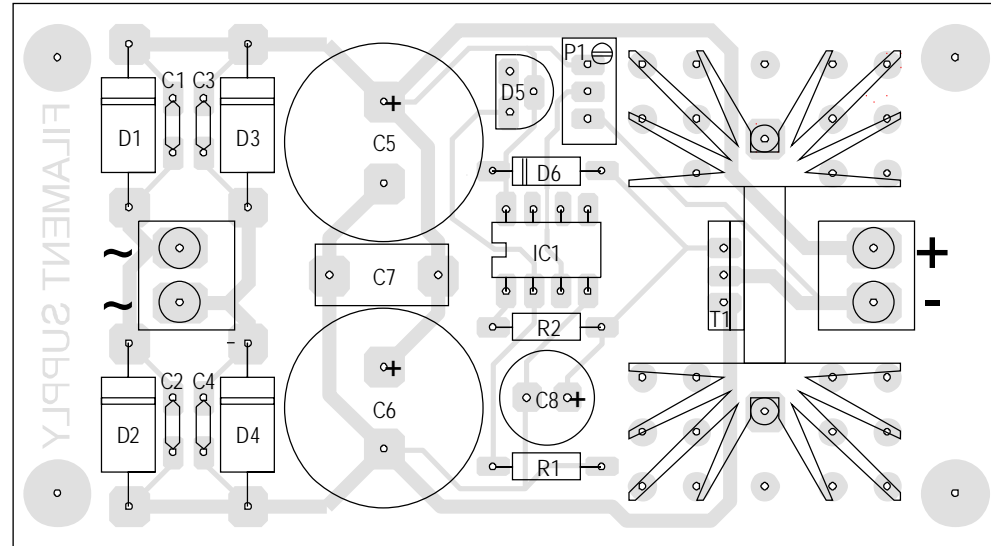 FILAMENT SUPPLY
D1
C1
C3
D3
C5
D5
P1
D6
~
~
C7
IC1
T1
+
-
R2
C2
C4
D2
D4
+
C6
C8
+
R1
+
-